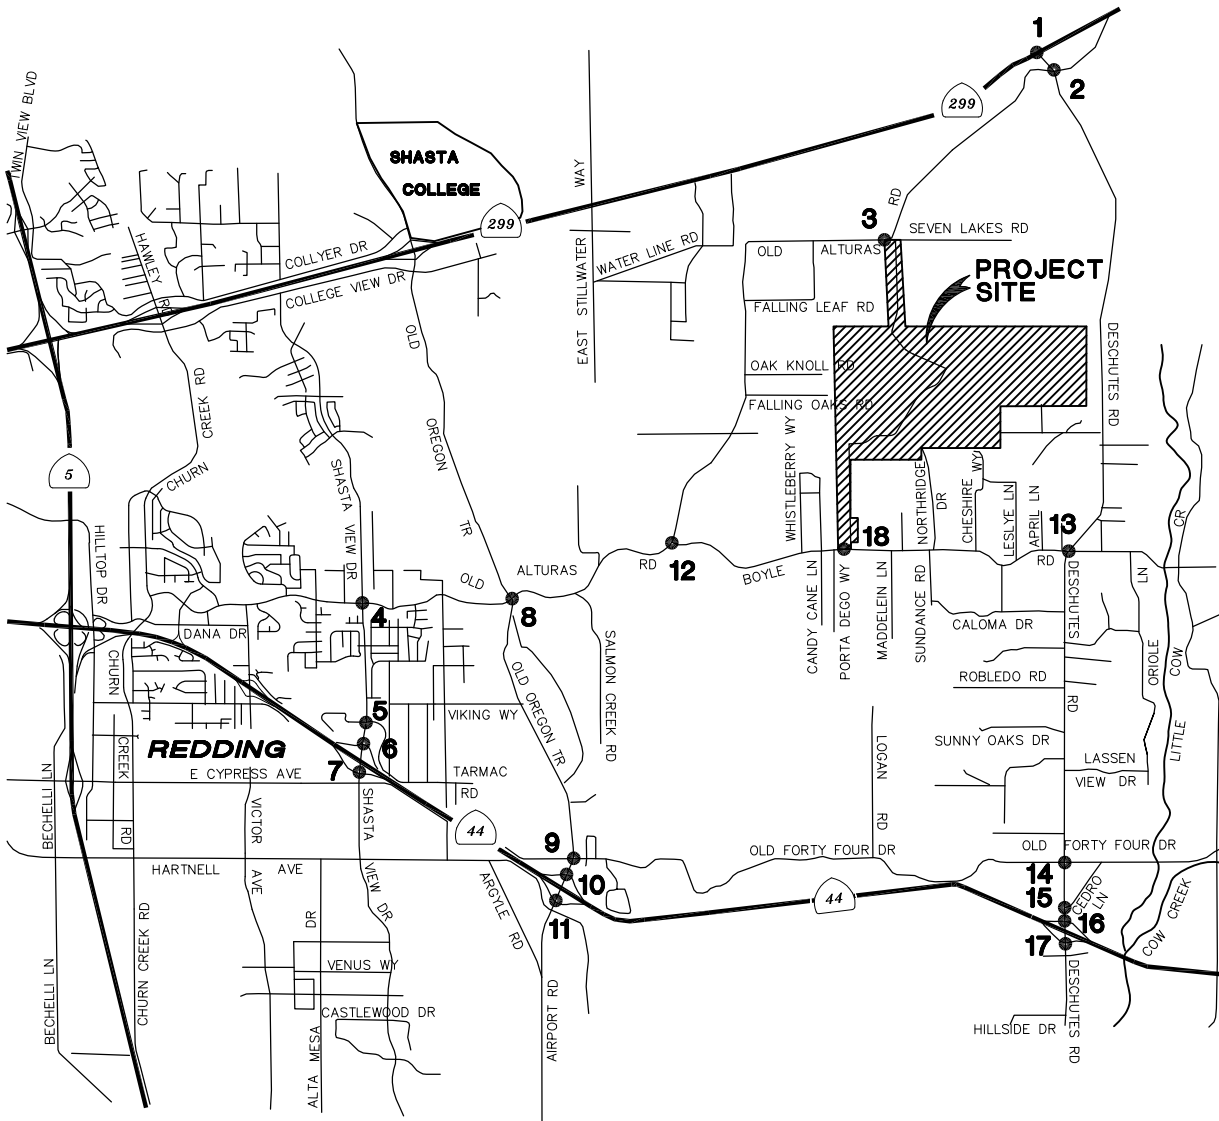 1
2
299
TWIN VIEW BLVD
SHASTA
COLLEGE
WAY
RD
3
SEVEN LAKES RD
299
HAWLEY RD
COLLYER DR
COLLEGE VIEW DR
EAST STILLWATER
WATER LINE RD
OLD
ALTURAS
PROJECT
SITE
FALLING LEAF RD
OLD
OREGON
TR
DESCHUTES RD
OAK KNOLL RD
FALLING OAKS RD
CREEK RD
CHURN
5
SHASTA VIEW DR
WHISTLEBERRY WY
NORTHRIDGE
DR
CHESHIRE WY
LESLYE LN
APRIL LN
CR
HILLTOP DR
13
18
12
OLD
ALTURAS
RD
BOYLE
RD
LN
4
8
DANA DR
CANDY CANE LN
PORTA DEGO WY
MADDELEIN LN
SUNDANCE RD
DESCHUTES
CALOMA DR
SALMON CREEK RD
CHURN
OLD OREGON TR
ROBLEDO RD
RD
ORIOLE
COW
5
VIKING WY
REDDING
6
CREEK
LOGAN
SUNNY OAKS DR
LITTLE
7
E CYPRESS AVE
TARMAC
RD
LASSEN
VIEW DR
BECHELLI LN
RD
VICTOR
SHASTA
44
RD
9
OLD FORTY FOUR DR
OLD FORTY FOUR DR
HARTNELL AVE
14
AVE
VIEW DR
ARGYLE RD
10
44
15
CEDRO LN
16
11
17
DR
CHURN CREEK RD
COW CREEK
BECHELLI LN
VENUS WY
CASTLEWOOD DR
AIRPORT RD
DESCHUTES RD
HILLSIDE DR
ALTA MESA